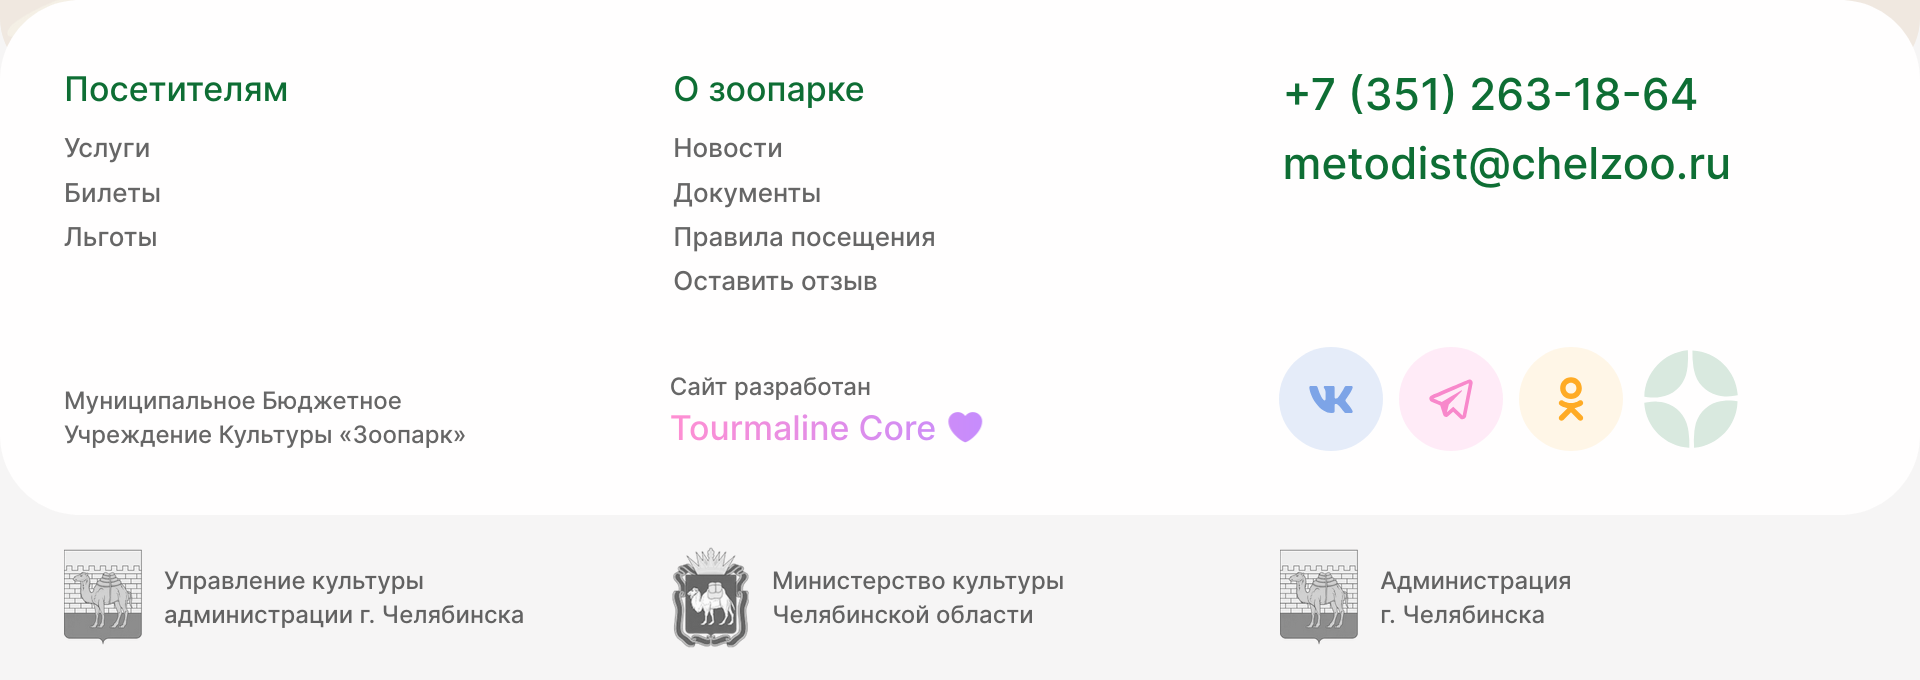 Посетителям
Услуги
Билеты
Льготы
О зоопарке
Новости
Документы
Правила посещения
Оставить отзыв
+7 (351) 263-18-64
metodist@chelzoo.ru
Муниципальное Бюджетное
Учреждение Культуры «Зоопарк»
Сайт разработан
Tourmaline Core
Управление культуры
администрации г. Челябинска
Министерство культуры
Челябинской области
Администрация
г. Челябинска